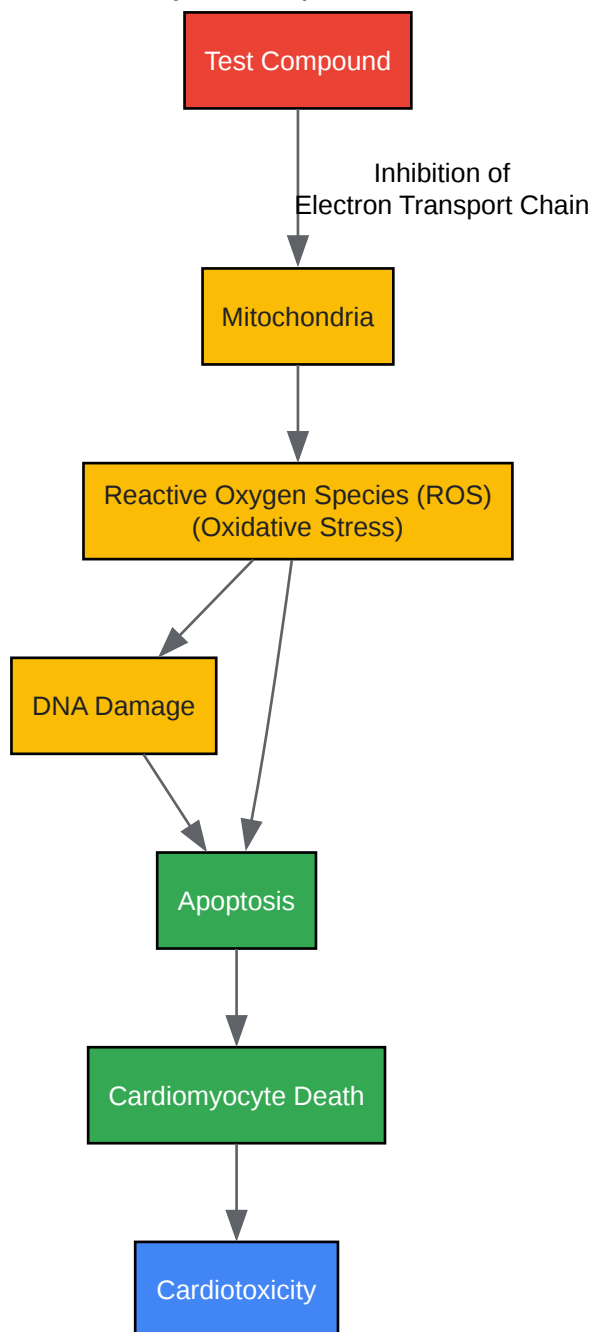 Test Compound
Inhibition of
Electron Transport Chain
Mitochondria
Reactive Oxygen Species (ROS)
(Oxidative Stress)
DNA Damage
Apoptosis
Cardiomyocyte Death
Cardiotoxicity